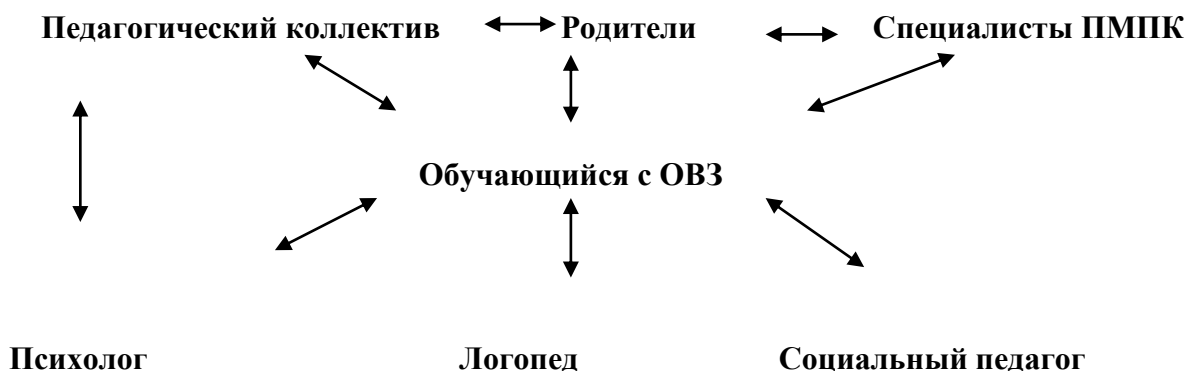 Педагогический коллектив Родители Специалисты ПМПК
Обучающийся с ОВЗ
Психолог Логопед Социальный педагог